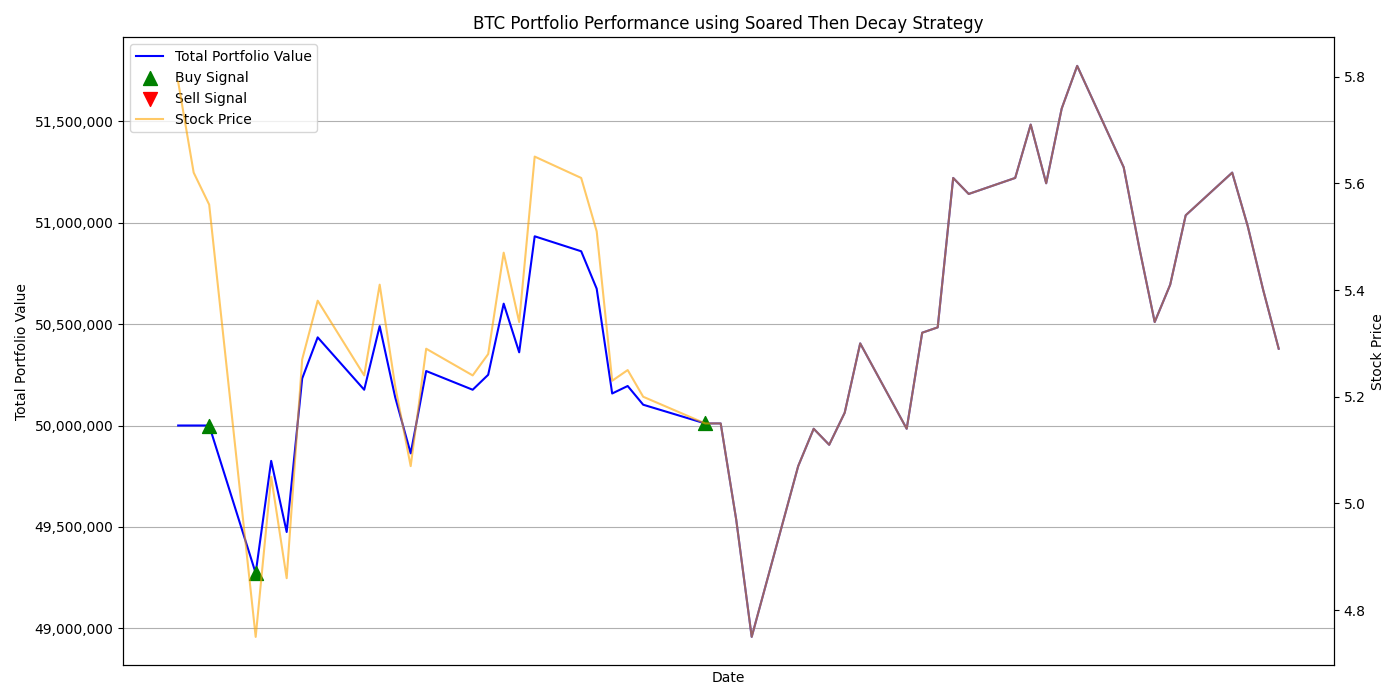 BTC Portfolio Performance using Soared Then Decay Strategy
Total Portfolio Value
Buy Signal
Sell Signal
Stock Price
51,500,000
51,000,000
50,500,000
50,000,000
49,500,000
49,000,000
Total Portfolio Value
5.8
5.6
5.4
5.2
5.0
4.8
Stock Price
Date